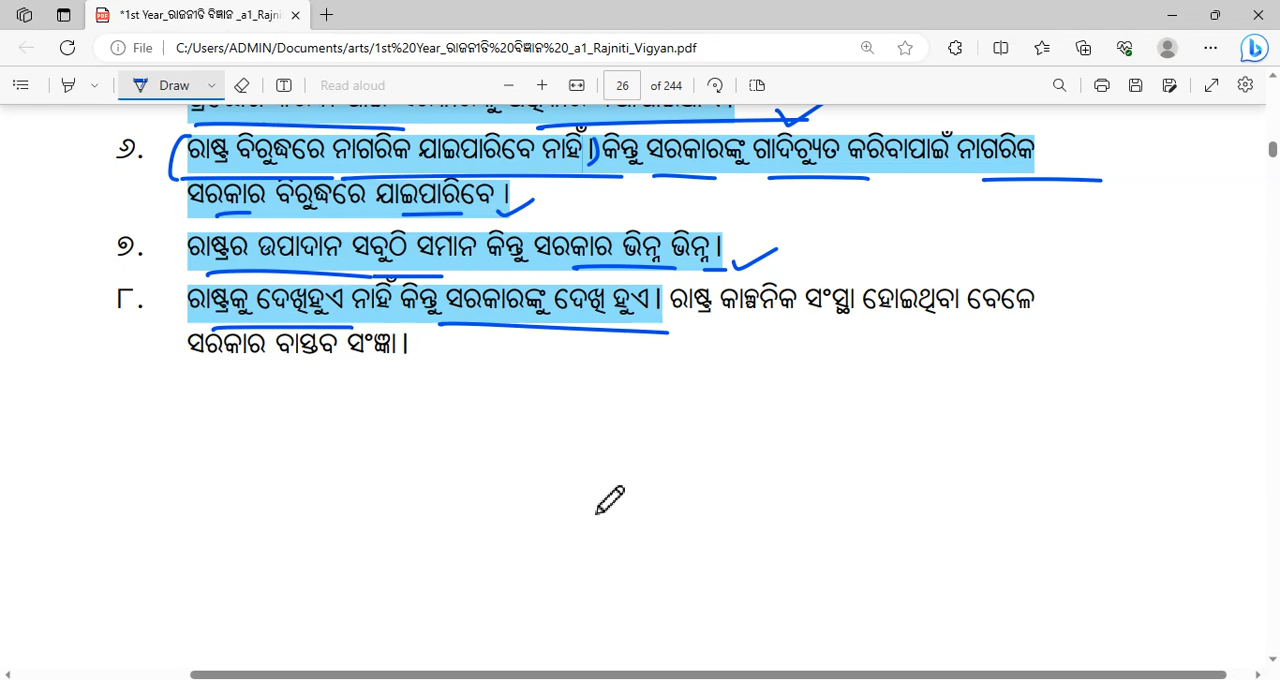 *1st Year_ରାଜନୀତି ବିଜ୍ଞାନ _a1_Rajni
File C:/Users/ADMIN/Documents/arts/1st%20Year_ରାଜନୀତି%20ବିଜ୍ଞାନ%20_a1_Rajniti_Vigyan.pdf
Draw Read aloud 26 of 244
୬. ରାଷ୍ଟ୍ର ବିରୁଦ୍ଧରେ ନାଗରିକ ଯାଇପାରିବେ ନାହିଁ । କିନ୍ତୁ ସରକାରଙ୍କୁ ଗାଦିଚ୍ୟୁତ କରିବାପାଇଁ ନାଗରିକ
ସରକାର ବିରୁଦ୍ଧରେ ଯାଇପାରିବେ ।
୭. ରାଷ୍ଟ୍ରର ଉପାଦାନ ସବୁଠି ସମାନ କିନ୍ତୁ ସରକାର ଭିନ୍ନ ଭିନ୍ନ ।
୮. ରାଷ୍ଟ୍ରକୁ ଦେଖିହୁଏ ନାହିଁ କିନ୍ତୁ ସରକାରଙ୍କୁ ଦେଖି ହୁଏ । ରାଷ୍ଟ୍ର କାଳ୍ପନିକ ସଂସ୍ଥା ହୋଇଥିବା ବେଳେ
ସରକାର ବାସ୍ତବ ସଂଜ୍ଞା ।